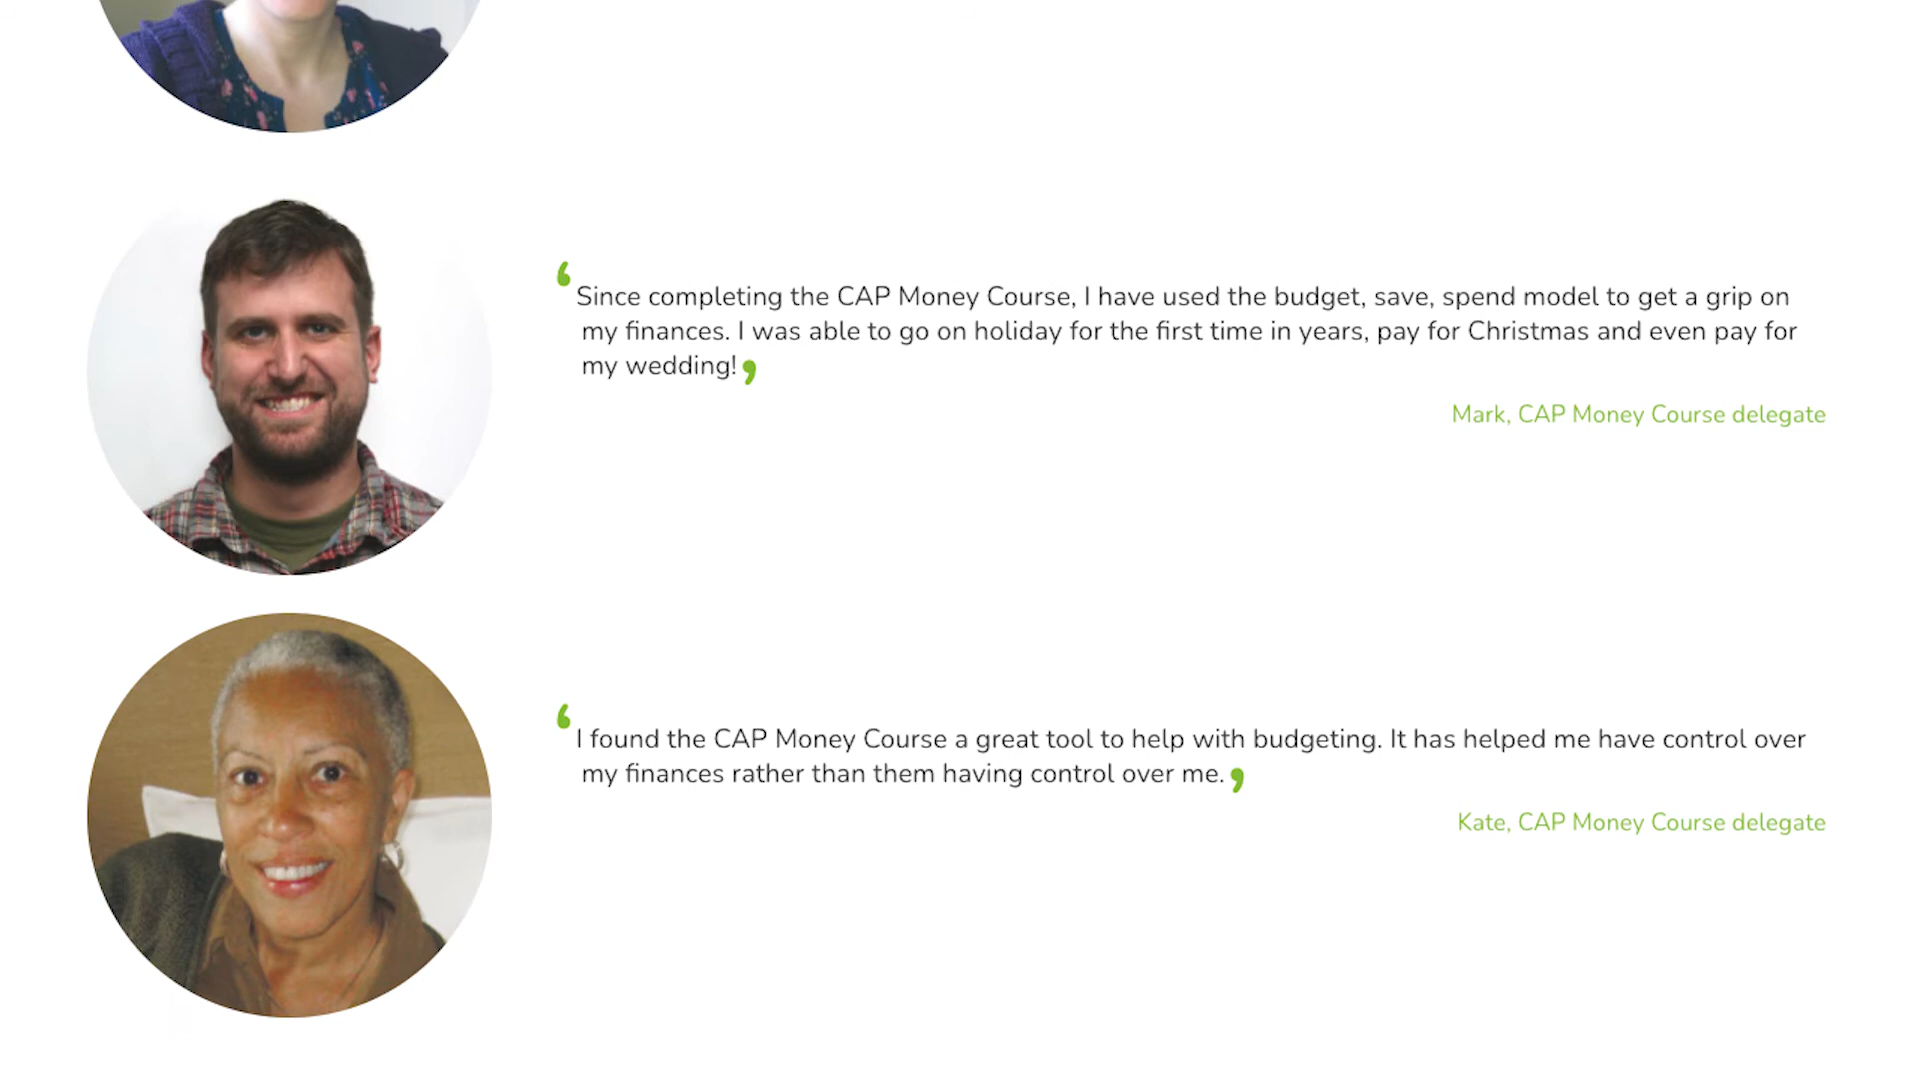 ‘Since completing the CAP Money Course, I have used the budget, save, spend model to get a grip on
my finances. I was able to go on holiday for the first time in years, pay for Christmas and even pay for
my wedding!’
Mark, CAP Money Course delegate
‘I found the CAP Money Course a great tool to help with budgeting. It has helped me have control over
my finances rather than them having control over me.’
Kate, CAP Money Course delegate